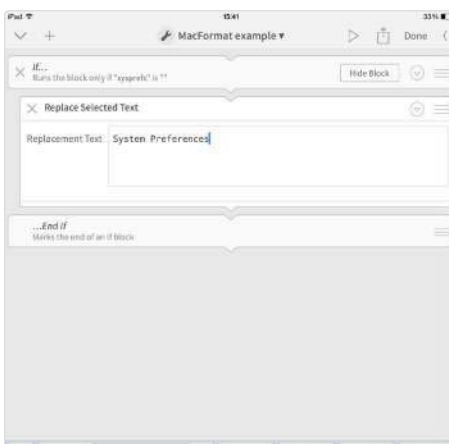 iPad 15:41 33%
MacFormat example ▾ Done
If...
Runs the block only if "sysprefs" is ""
Hide Block
Replace Selected Text
Replacement Text System Preferences
...End If
Marks the end of an If block